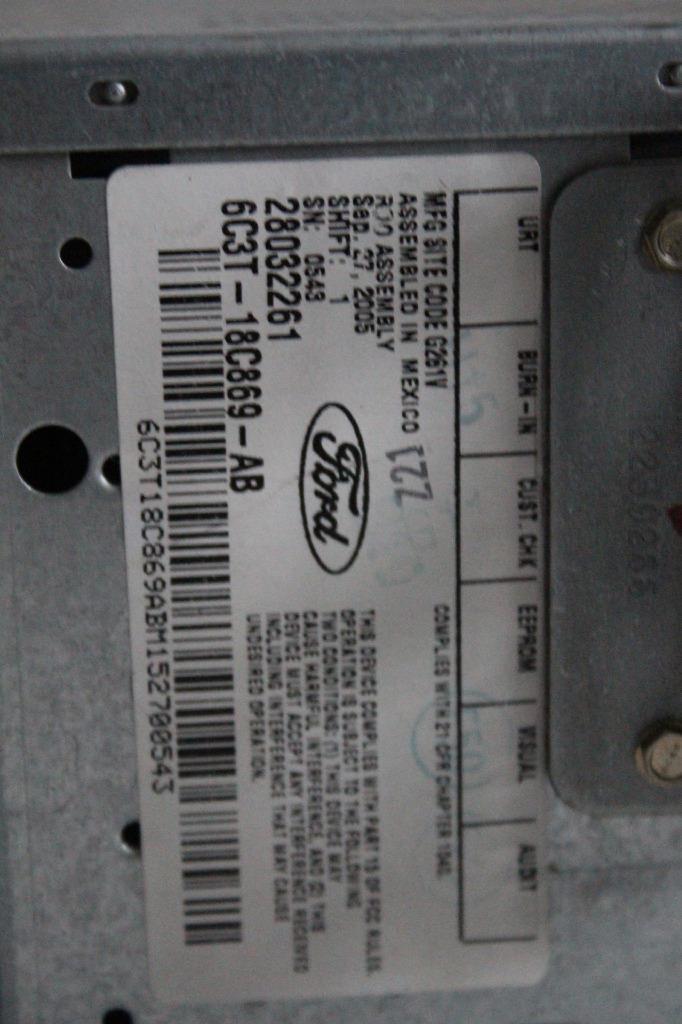 URT BURN-IN CUST. CHK EEPROM VISUAL AUDIT
MFG SITE CODE G261V
ASSEMBLED IN MEXICO
ASSEMBLY
Sep. 27, 2005
SHIFT: 1
SN: 0543
28032261
6C3T-18C869-AB
122
Ford
COMPLIES WITH 21 CFR CHAPTER 1040.
THIS DEVICE COMPLIES WITH PART 15 OF FCC RULES.
OPERATION IS SUBJECT TO THE FOLLOWING
TWO CONDITIONS: (1) THIS DEVICE MAY
CAUSE HARMFUL INTERFERENCE, AND (2) THIS
DEVICE MUST ACCEPT ANY INTERFERENCE RECEIVED
INCLUDING INTERFERENCE THAT MAY CAUSE
UNDESIRED OPERATION.
6C3T18C869ABM152700543